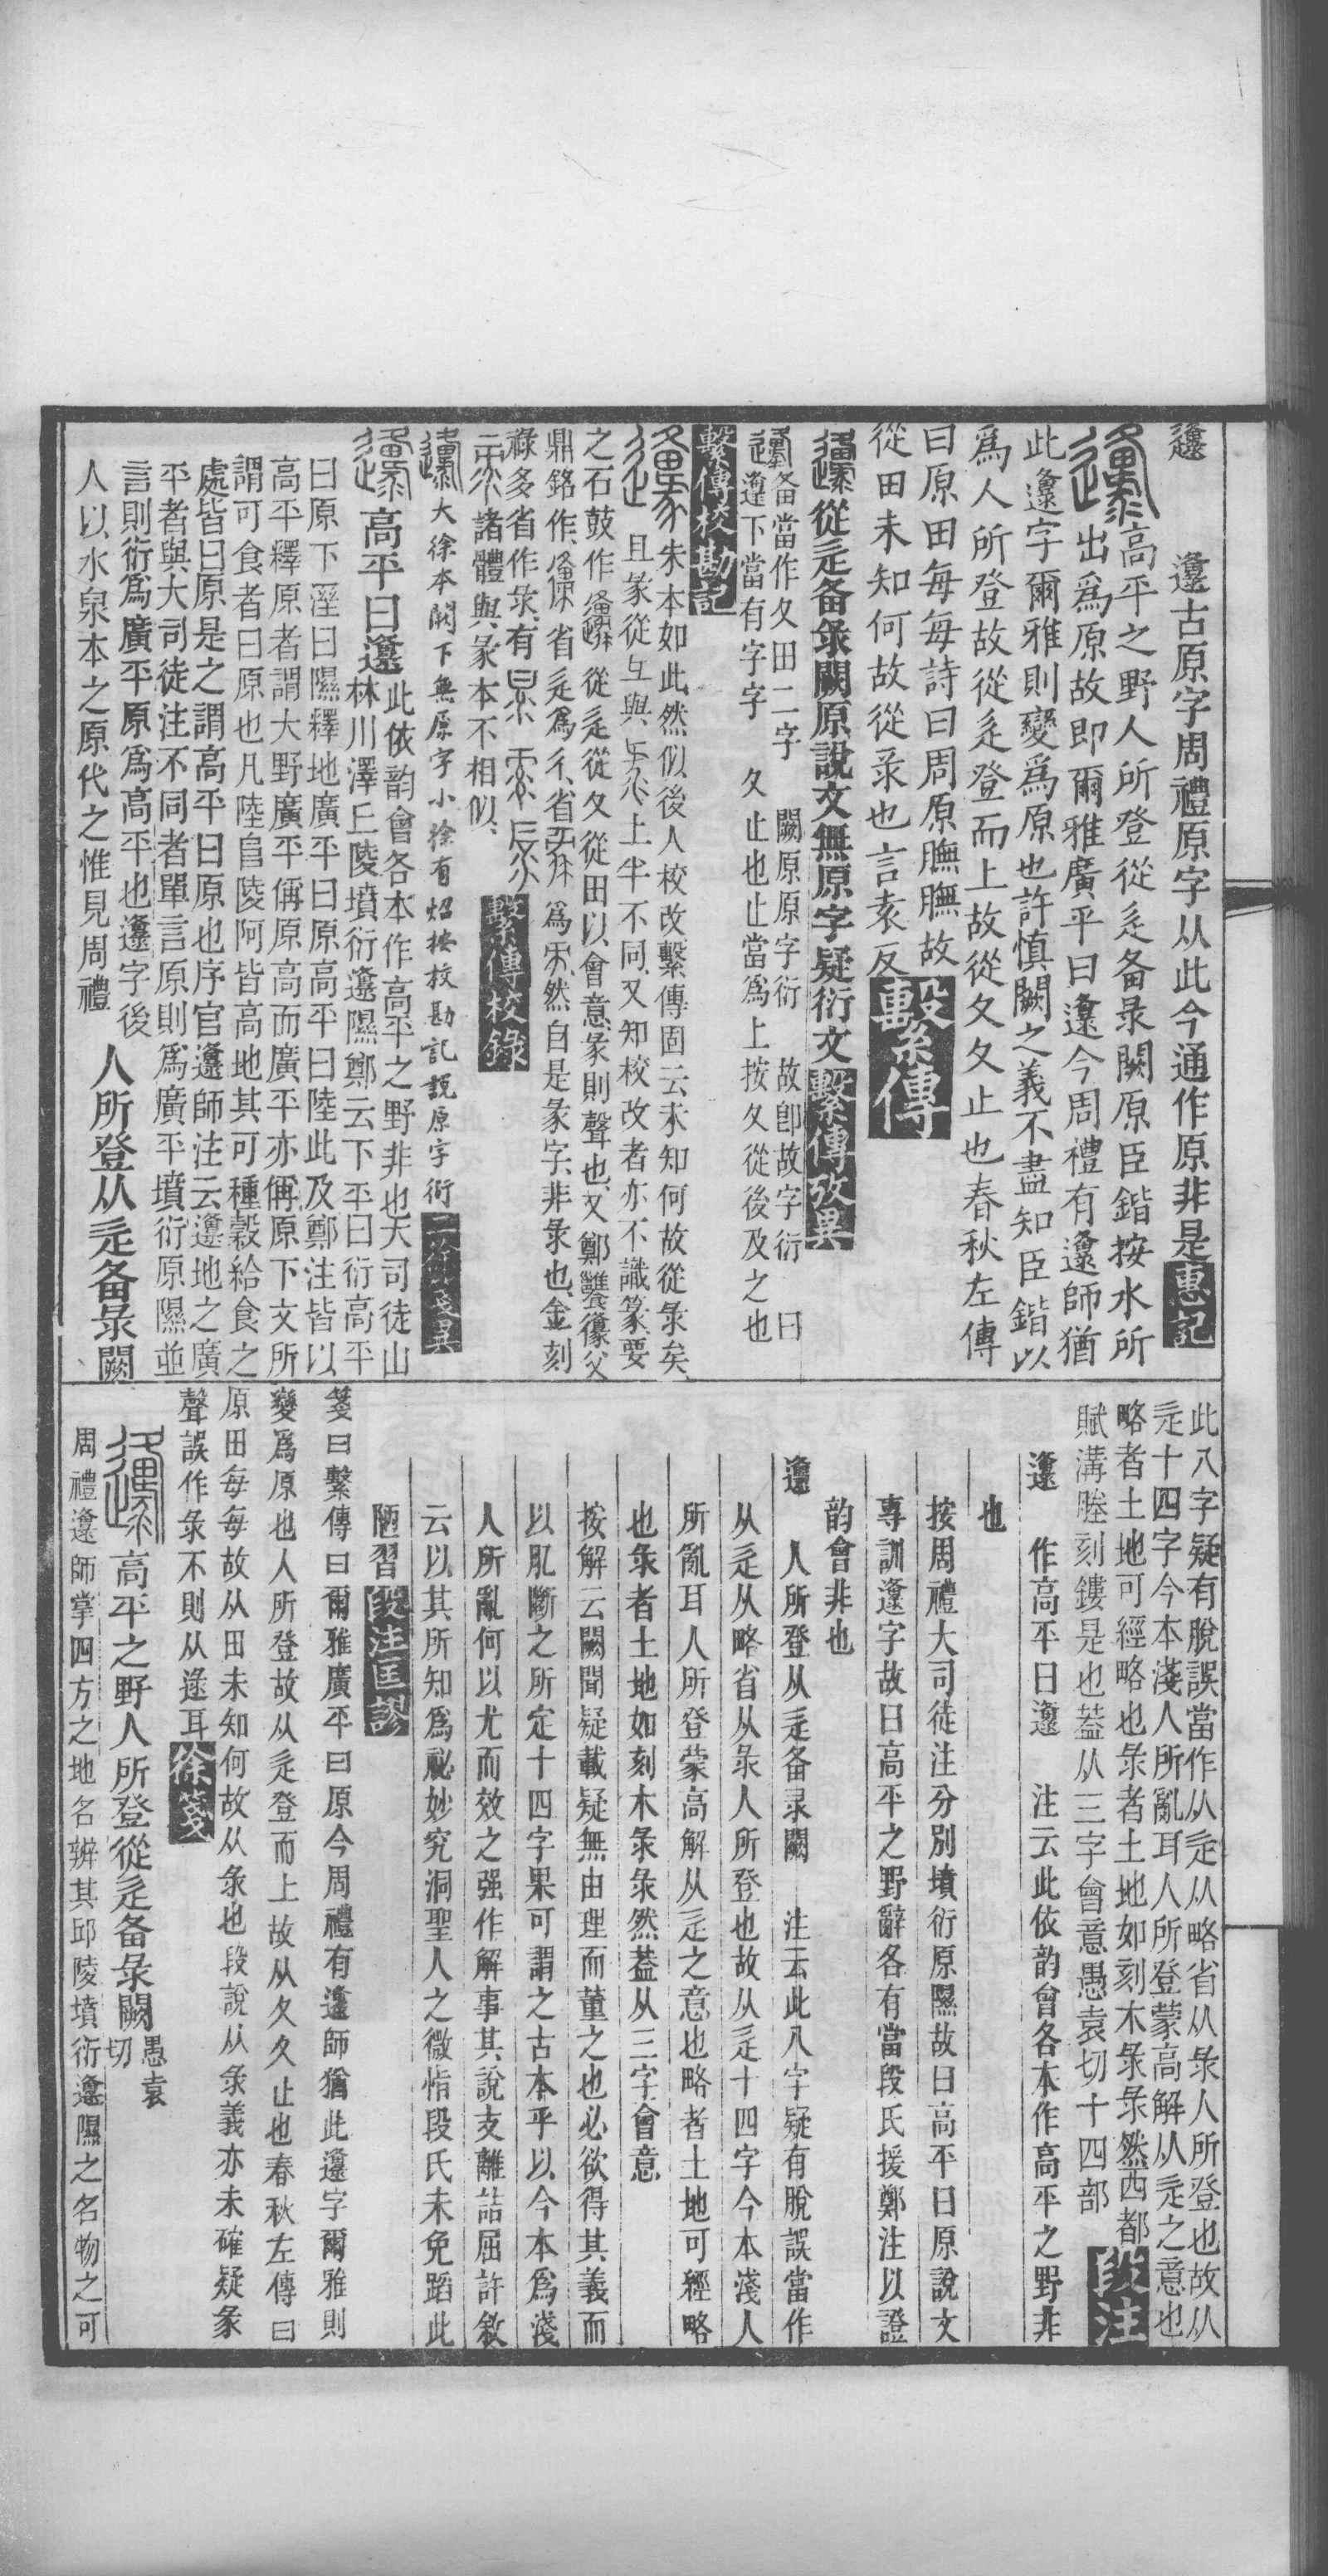 邍　邍古原字周禮原字从此今通作原非是惠記
高平之野人所登從辵备录闕原臣鍇按水所
出爲原故即爾雅廣平曰邍今周禮有邍師猶
此邍字爾雅則變爲原也許慎闕之義不盡知臣鍇以
爲人所登故從辵登而上故從夂夂止也春秋左傳
曰原田每每詩曰周原膴膴故
從田未知何故從录也言袁反
繫傳
從辵备彔闕原說文無原字疑衍文繫傳攷異
备當作夂田二字　闕原原字衍　故卽故字衍　曰
邍下當有字字　夂止也止當爲上按夂從後及之也
繫傳校勘記
朱本如此然似後人校改繫傳固云未知何故從彔矣
且彖從彑與　上半不同又知校改者亦不識篆要
之石鼓作　從辵從夂從田以會意彖則聲也又鄭饔邍父
鼎銘作　省辵爲彳省　爲　然自是彖字非彔也金刻
祿多省作彔有
諸體與彖本不相似
繫傳校錄
大徐本闕下無原字小徐有炤按校勘記說原字衍二徐箋異
高平曰邍此依韵會各本作高平之野非也大司徒山
林川澤丘陵墳衍邍隰鄭云下平曰衍高平
曰原下溼曰隰釋地廣平曰原高平曰陸此及鄭注皆以
高平釋原者謂大野廣平偁原高而廣平亦偁原下文所
謂可食者曰原也凡陸𨸏陵阿皆高地其可種穀給食之
處皆曰原是之謂高平曰原也序官邍師注云邍地之廣
平者與大司徒注不同者單言原則爲廣平墳衍原隰並
言則衍爲廣平原爲高平也邍字後
人以水泉本之原代之惟見周禮
人所登从辵备彔闕
此八字疑有脫誤當作从辵从略省从彔人所登也故从
辵十四字今本淺人所亂耳人所登蒙高解从辵之意也
略者土地可經略也彔者土地如刻木彔彔然西都
賦溝塍刻鏤是也葢从三字會意愚袁切十四部
段注
邍　作高平曰邍　注云此依韵會各本作高平之野非
也
按周禮大司徒注分別墳衍原隰故曰高平曰原說文
專訓邍字故曰高平之野辭各有當段氏援鄭注以證
韵會非也
邍　人所登从辵备彔闕　注云此八字疑有脫誤當作
从辵从略省从彔人所登也故从辵十四字今本淺人
所亂耳人所登蒙高解从辵之意也略者土地可經略
也彔者土地如刻木彔彔然葢从三字會意
按解云闕聞疑載疑無由理而董之也必欲得其義而
以肊斷之所定十四字果可謂之古本乎以今本爲淺
人所亂何以尤而效之强作解事其說支離詰屈許敘
云以其所知爲祕妙究洞聖人之微恉段氏未免蹈此
陋習段注匡謬
箋曰繫傳曰爾雅廣平曰原今周禮有邍師猶此邍字爾雅則
變爲原也人所登故从辵登而上故从夂夂止也春秋左傳曰
原田每每故从田未知何故从彖也段說从彔義亦未確疑彖
聲誤作彔不則从逯耳徐箋
高平之野人所登從辵备彔闕愚袁切
周禮邍師掌四方之地名辨其邱陵墳衍邍隰之名物之可